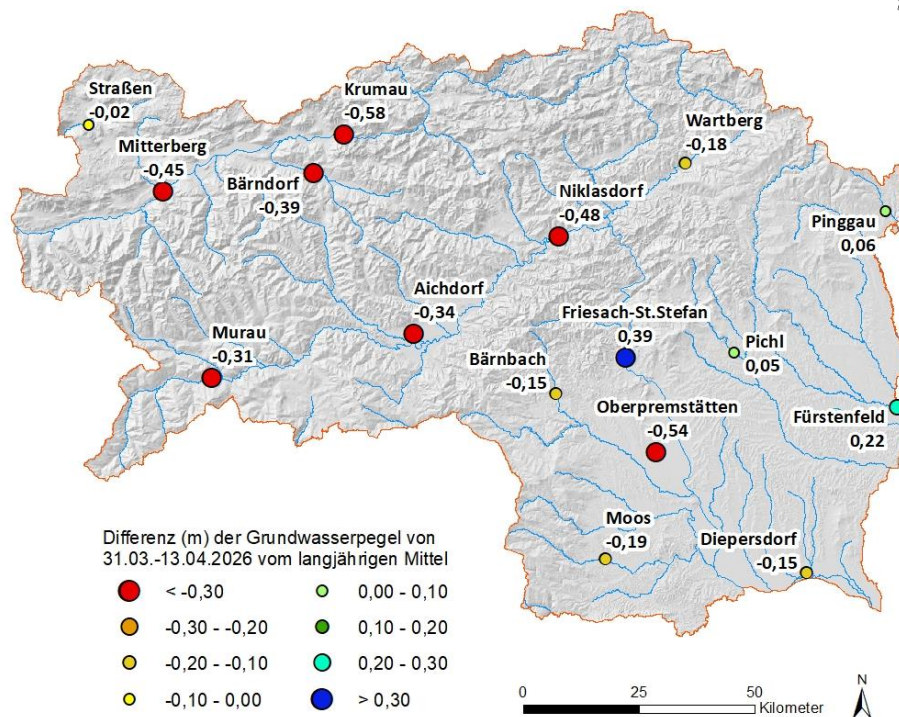 Straßen
-0,02
Krumau
-0,58
Wartberg
-0,18
Mitterberg
-0,45
Bärndorf
-0,39
Niklasdorf
-0,48
Pinggau
0,06
Aichdorf
-0,34
Friesach-St.Stefan
0,39
Murau
-0,31
Pichl
0,05
Bärnbach
-0,15
Oberpremstätten
-0,54
Fürstenfeld
0,22
Moos
-0,19
Diepersdorf
-0,15
Differenz (m) der Grundwasserpegel von
31.03.-13.04.2026 vom langjährigen Mittel
< -0,30
-0,30 - -0,20
-0,20 - -0,10
-0,10 - 0,00
0,00 - 0,10
0,10 - 0,20
0,20 - 0,30
> 0,30
0 25 50
Kilometer
N